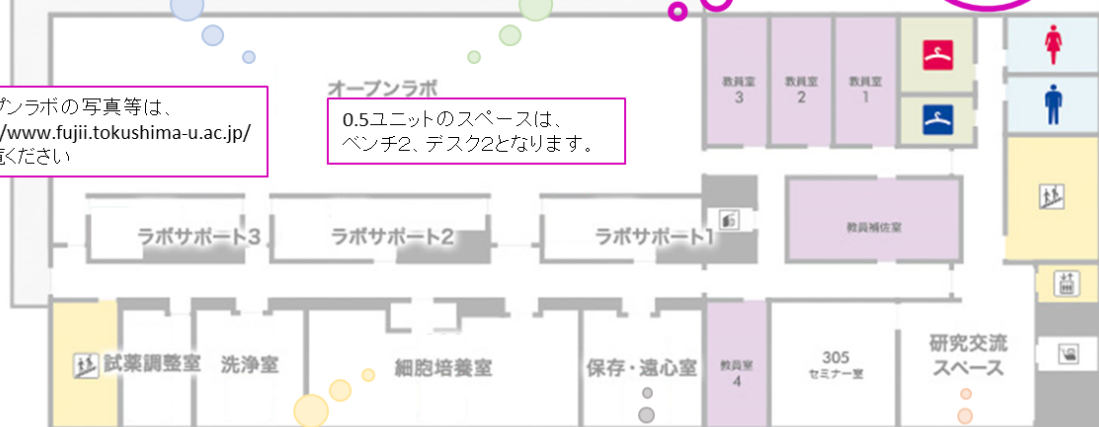 オープンラボ
プンラボの写真等は、
//www.fujii.tokushima-u.ac.jp/
ください
0.5ユニットのスペースは、
ベンチ2、デスク2となります。
教員室
3
教員室
2
教員室
1
ラボサポート3
ラボサポート2
ラボサポート1
教員補佐室
試薬調整室
洗浄室
細胞培養室
保存・遠心室
教員室
4
305
セミナー室
研究交流
スペース